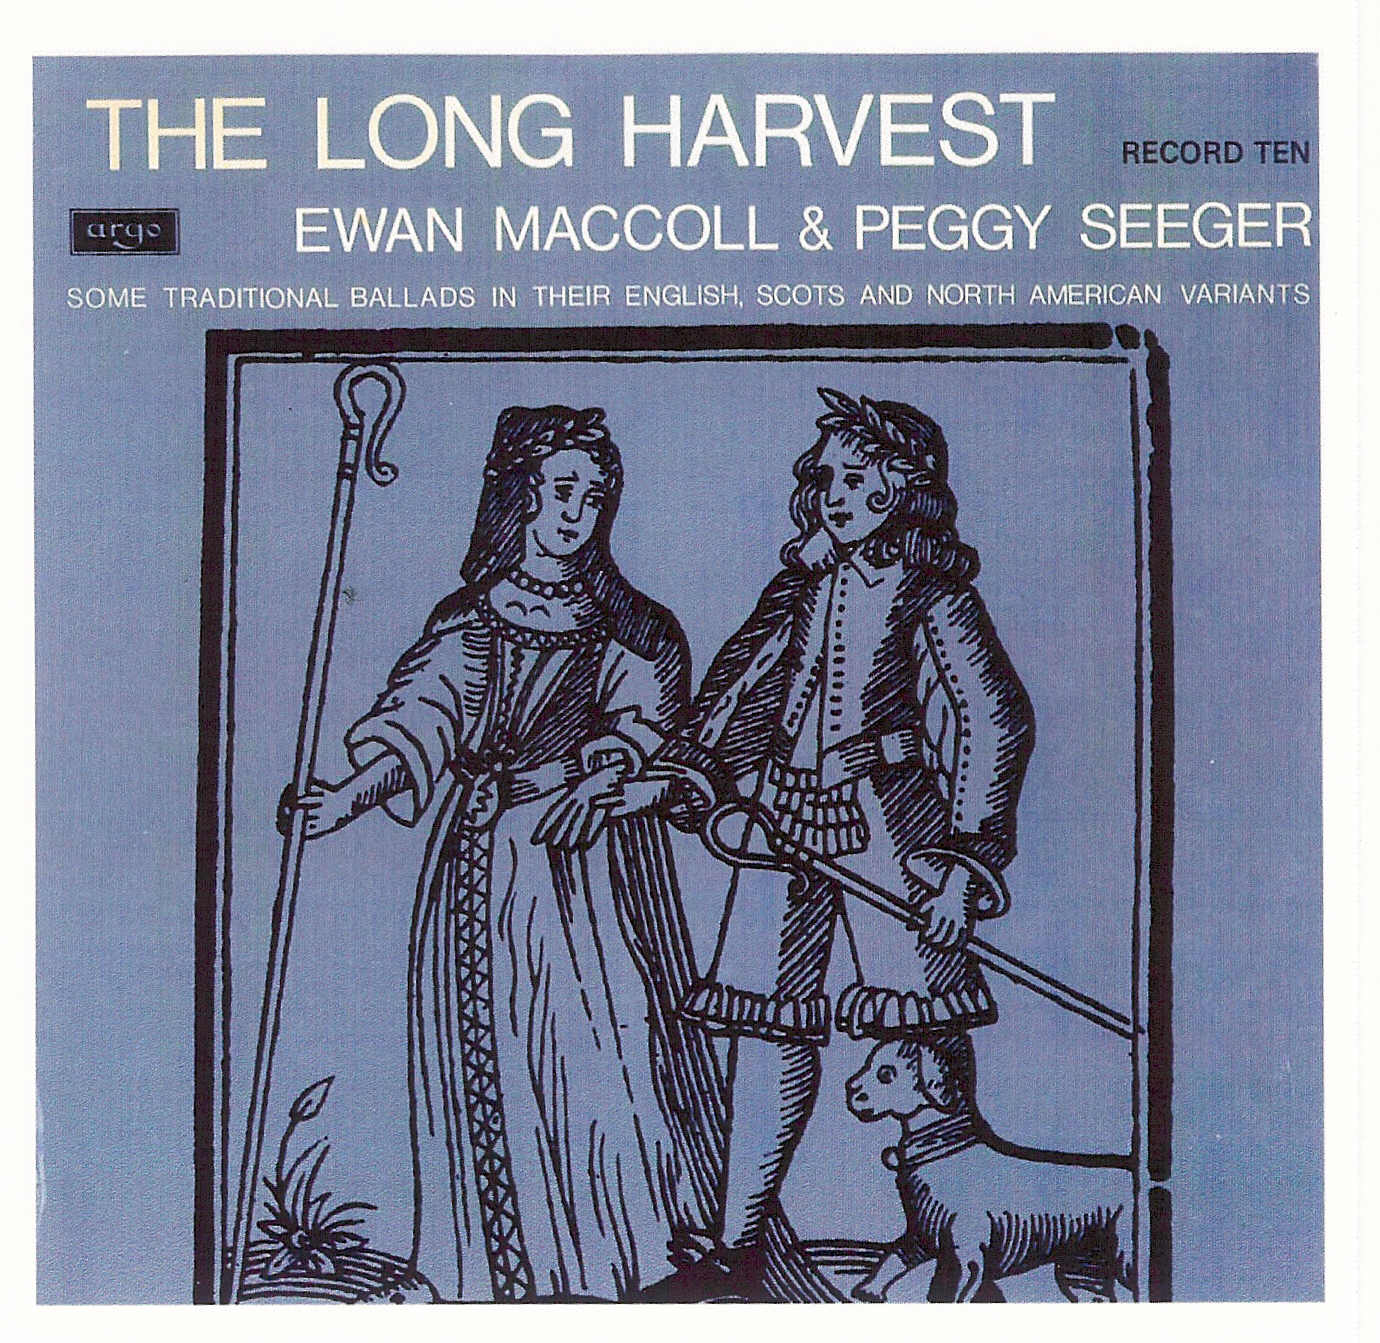 THE LONG HARVEST RECORD TEN
argo EWAN MACCOLL & PEGGY SEEGER
SOME TRADITIONAL BALLADS IN THEIR ENGLISH, SCOTS AND NORTH AMERICAN VARIANTS